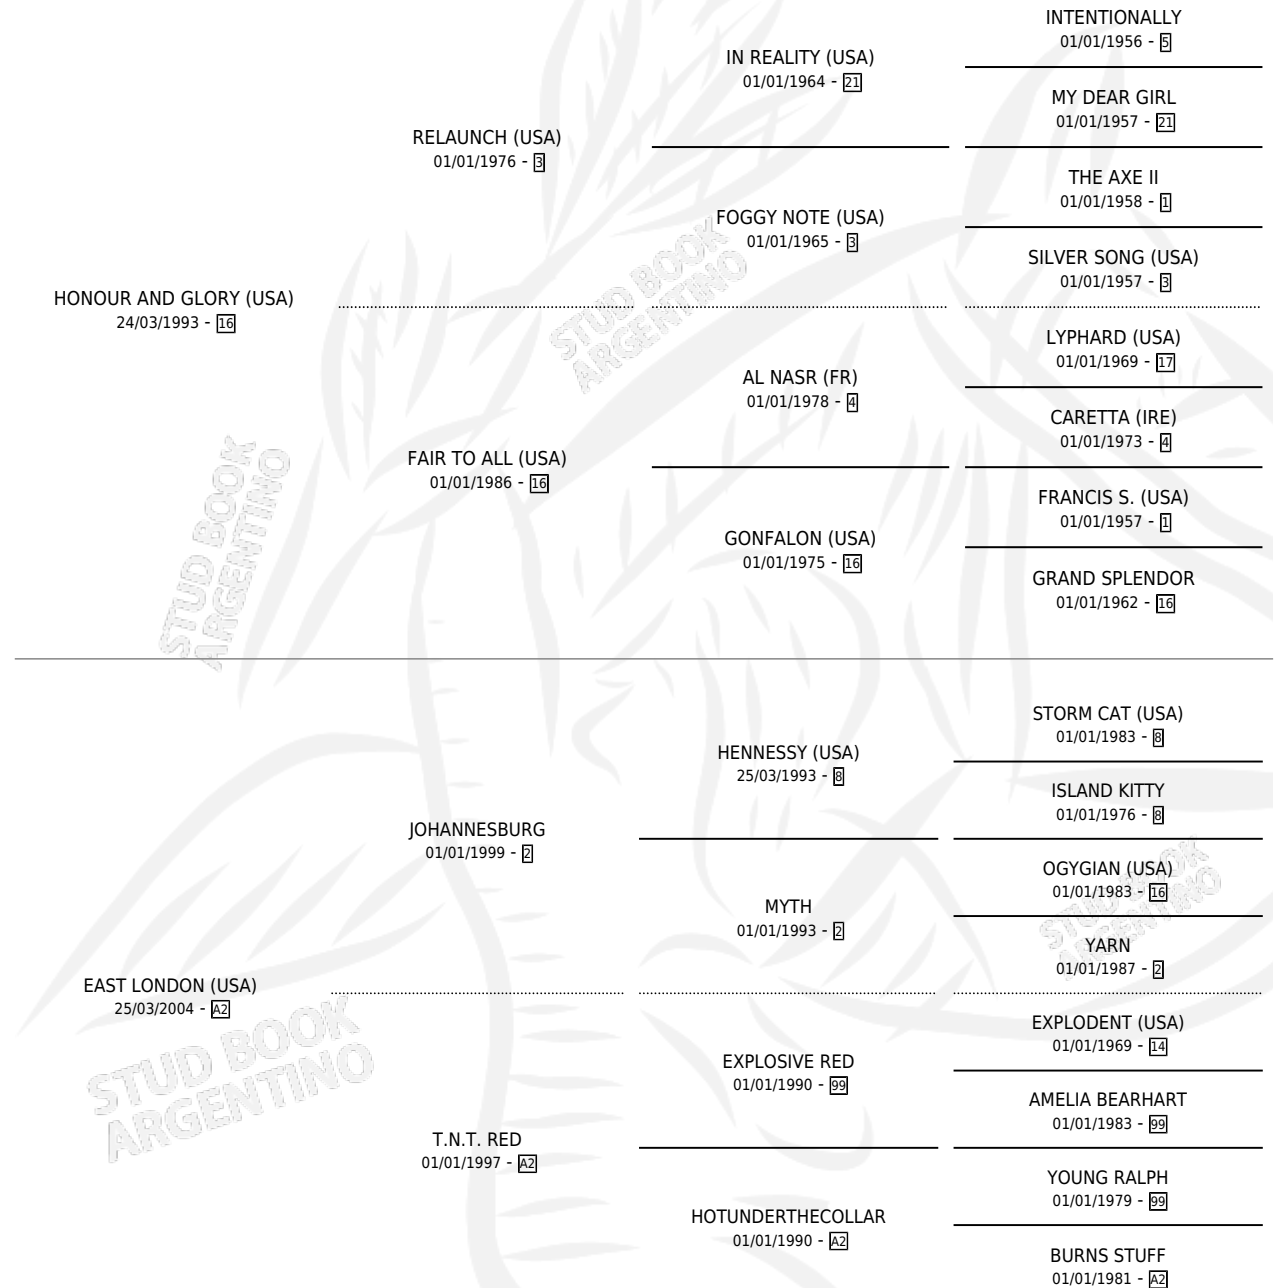 INTENTIONALLY
01/01/1956 - 5
IN REALITY (USA)
01/01/1964 - 21
MY DEAR GIRL
01/01/1957 - 21
RELAUNCH (USA)
01/01/1976 - 3
THE AXE II
01/01/1958 - 1
FOGGY NOTE (USA)
01/01/1965 - 3
SILVER SONG (USA)
01/01/1957 - 3
HONOUR AND GLORY (USA)
24/03/1993 - 16
STUD BOOK
ARGENTINO
LYPHARD (USA)
01/01/1969 - 17
AL NASR (FR)
01/01/1978 - 4
CARETTA (IRE)
01/01/1973 - 4
FAIR TO ALL (USA)
01/01/1986 - 16
FRANCIS S. (USA)
01/01/1957 - 1
GONFALON (USA)
01/01/1975 - 16
GRAND SPLENDOR
01/01/1962 - 16
STUD BOOK
ARGENTINO
STORM CAT (USA)
01/01/1983 - 8
HENNESSY (USA)
25/03/1993 - 8
ISLAND KITTY
01/01/1976 - 8
JOHANNESBURG
01/01/1999 - 2
OGYGIAN (USA)
01/01/1983 - 16
MYTH
01/01/1993 - 2
YARN
01/01/1987 - 2
STUD BOOK
ARGENTINO
EAST LONDON (USA)
25/03/2004 - A2
STUD BOOK
ARGENTINO
EXPLODENT (USA)
01/01/1969 - 14
EXPLOSIVE RED
01/01/1990 - 99
AMELIA BEARHART
01/01/1983 - 99
T.N.T. RED
01/01/1997 - A2
YOUNG RALPH
01/01/1979 - 99
HOTUNDERTHECOLLAR
01/01/1990 - A2
BURNS STUFF
01/01/1981 - A2